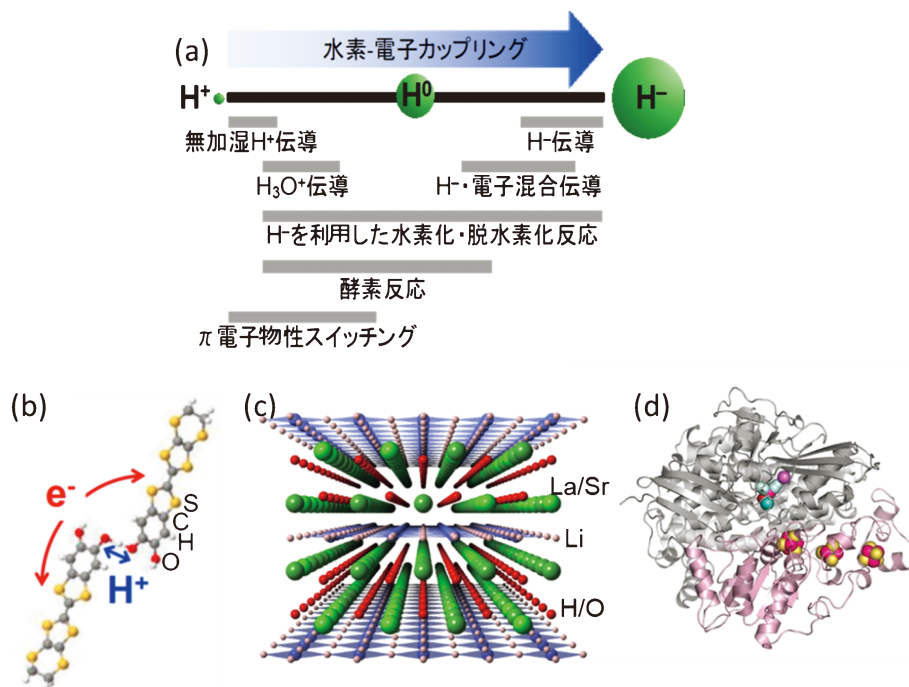 (a)
水素-電子カップリング
H⁺
H⁰
H⁻
無加湿H⁺伝導
H⁻伝導
H₃O⁺伝導
H⁻・電子混合伝導
H⁻を利用した水素化・脱水素化反応
酵素反応
π電子物性スイッチング
(b)
e⁻
S
C
H
O
H⁺
(c)
La/Sr
Li
H/O
(d)